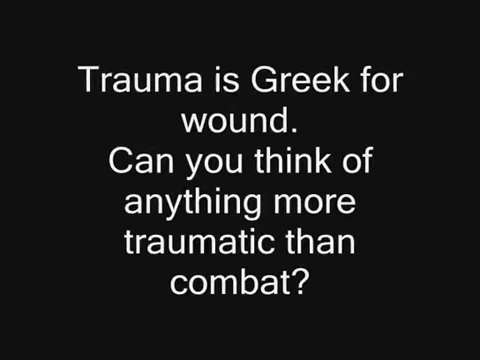 Trauma is Greek for
wound.
Can you think of
anything more
traumatic than
combat?